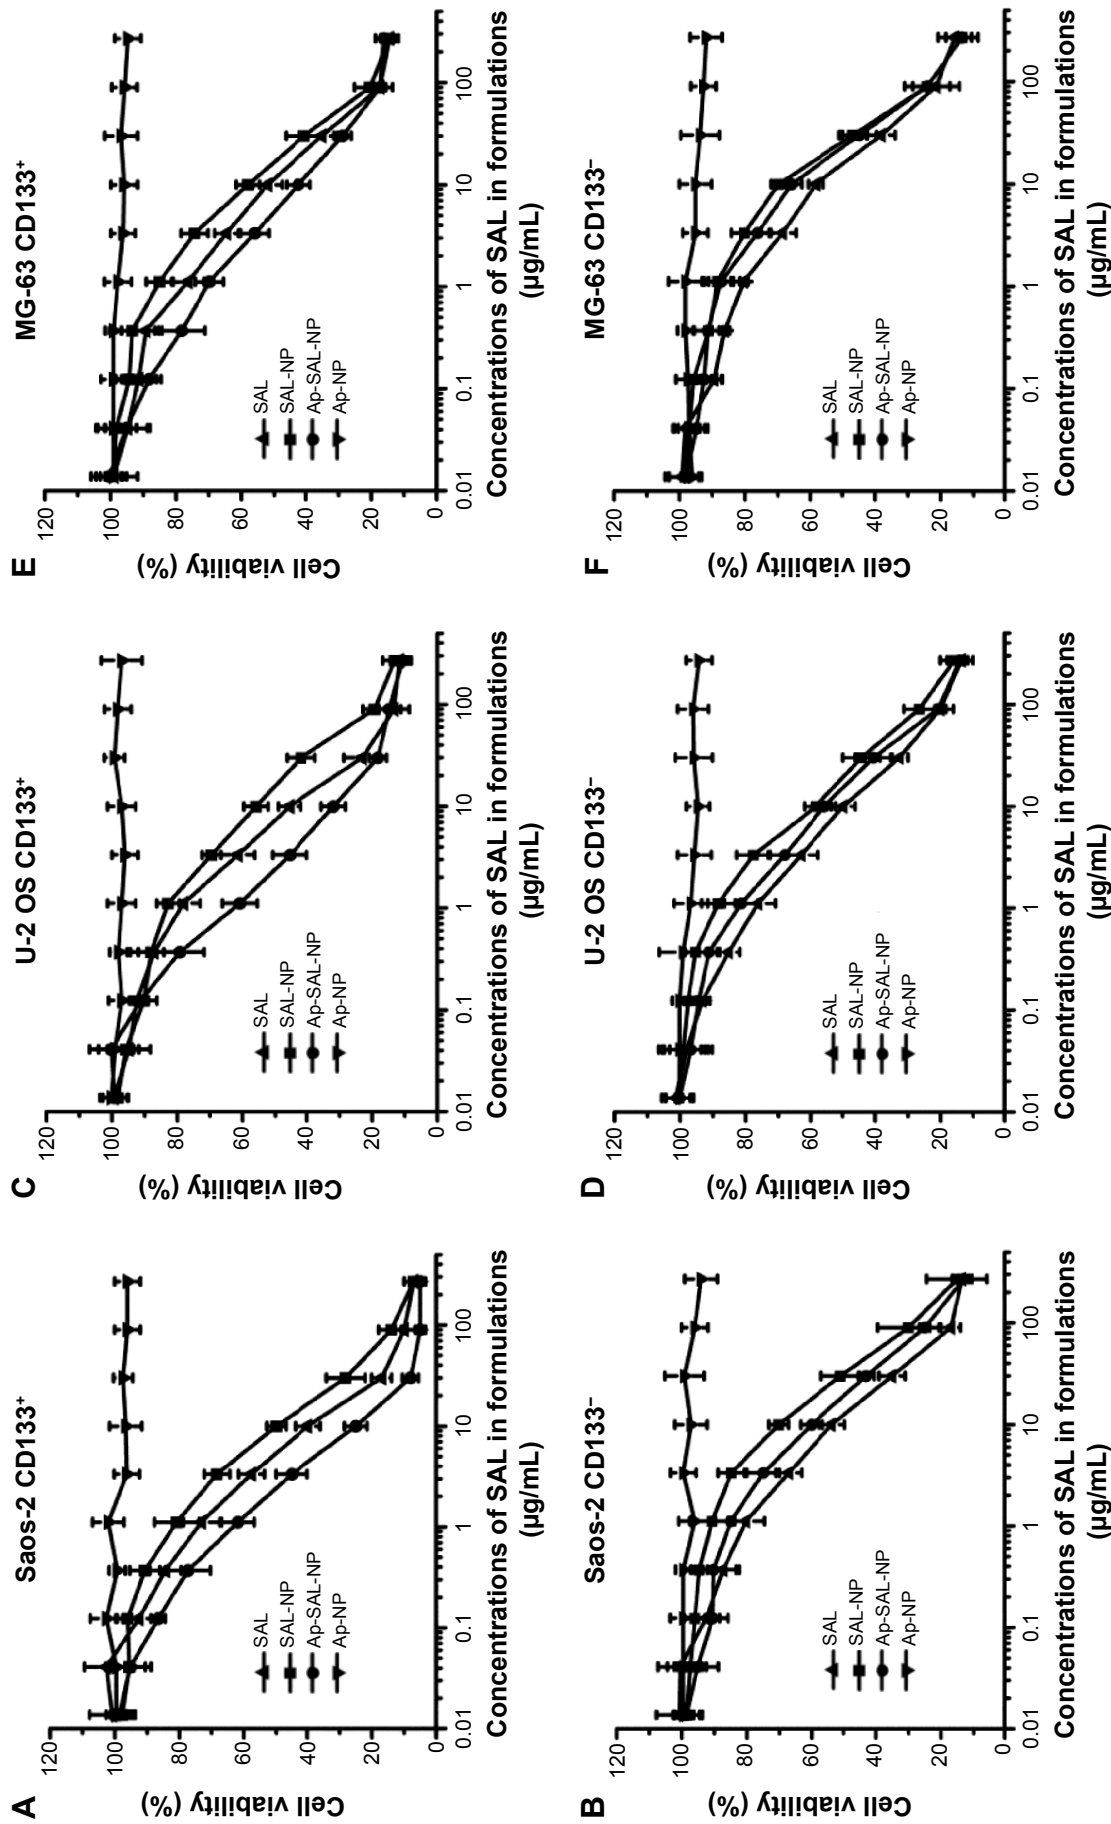 A
Saos-2 CD133⁺
Cell viability (%)
120
100
80
60
40
20
0
SAL
SAL-NP
Ap-SAL-NP
Ap-NP
0.01
0.1
1
10
100
Concentrations of SAL in formulations
(µg/mL)
C
U-2 OS CD133⁺
Cell viability (%)
120
100
80
60
40
20
0
SAL
SAL-NP
Ap-SAL-NP
Ap-NP
0.01
0.1
1
10
100
Concentrations of SAL in formulations
(µg/mL)
E
MG-63 CD133⁺
Cell viability (%)
120
100
80
60
40
20
0
SAL
SAL-NP
Ap-SAL-NP
Ap-NP
0.01
0.1
1
10
100
Concentrations of SAL in formulations
(µg/mL)
B
Saos-2 CD133⁻
Cell viability (%)
120
100
80
60
40
20
0
SAL
SAL-NP
Ap-SAL-NP
Ap-NP
0.01
0.1
1
10
100
Concentrations of SAL in formulations
(µg/mL)
D
U-2 OS CD133⁻
Cell viability (%)
120
100
80
60
40
20
0
SAL
SAL-NP
Ap-SAL-NP
Ap-NP
0.01
0.1
1
10
100
Concentrations of SAL in formulations
(µg/mL)
F
MG-63 CD133⁻
Cell viability (%)
120
100
80
60
40
20
0
SAL
SAL-NP
Ap-SAL-NP
Ap-NP
0.01
0.1
1
10
100
Concentrations of SAL in formulations
(µg/mL)